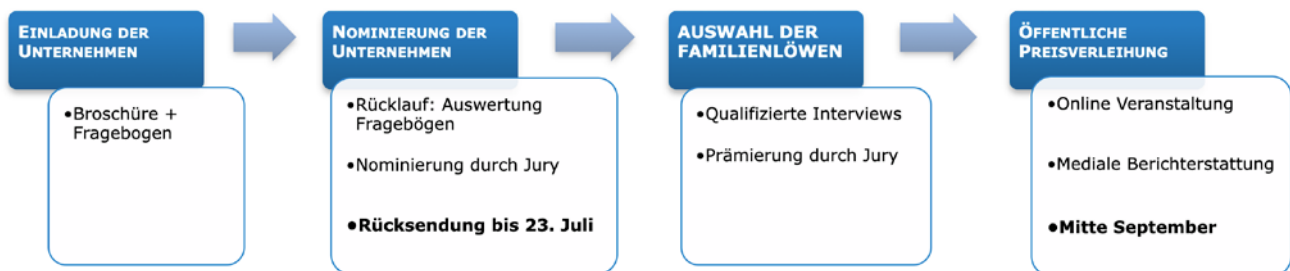 EINLADUNG DER
UNTERNEHMEN
•Broschüre +
Fragebogen
NOMINIERUNG DER
UNTERNEHMEN
•Rücklauf: Auswertung
Fragebögen
•Nominierung durch Jury
•Rücksendung bis 23. Juli
AUSWAHL DER
FAMILIENLÖWEN
•Qualifizierte Interviews
•Prämierung durch Jury
ÖFFENTLICHE
PREISVERLEIHUNG
•Online Veranstaltung
•Mediale Berichterstattung
•Mitte September